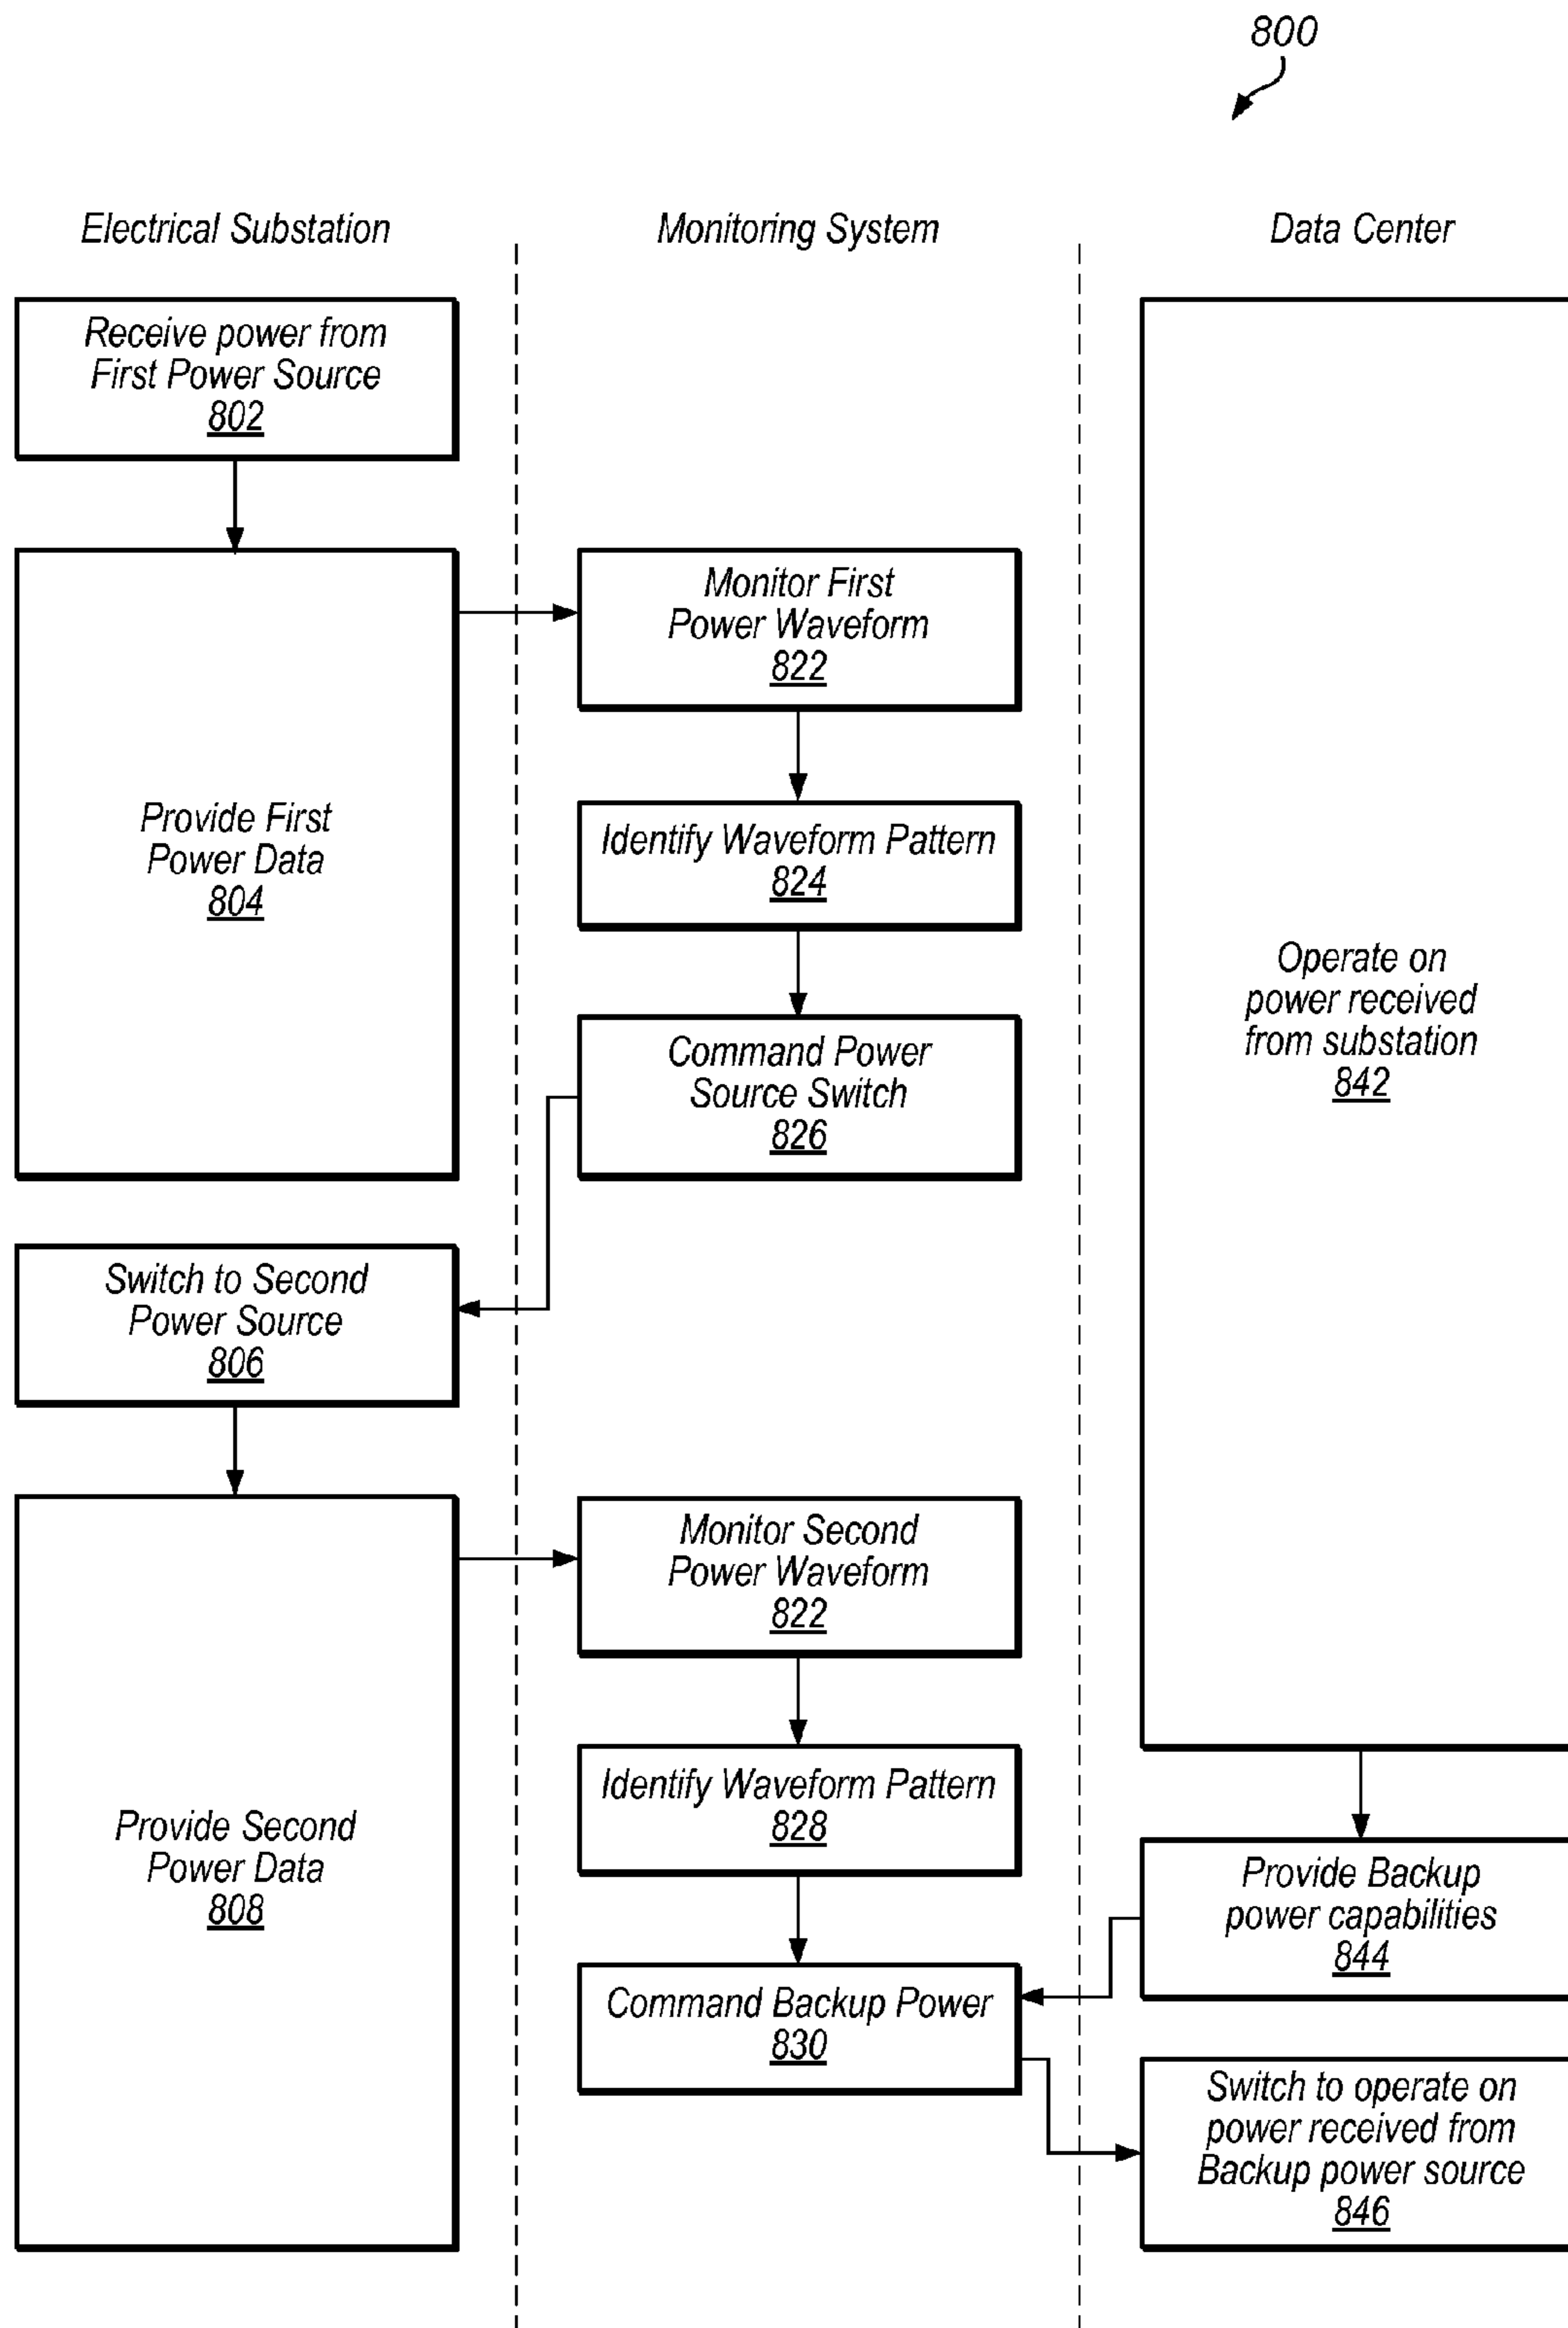 800
Electrical Substation
Monitoring System
Data Center
Receive power from
First Power Source
802
Provide First
Power Data
804
Monitor First
Power Waveform
822
Identify Waveform Pattern
824
Command Power
Source Switch
826
Operate on
power received
from substation
842
Switch to Second
Power Source
806
Provide Second
Power Data
808
Monitor Second
Power Waveform
822
Identify Waveform Pattern
828
Command Backup Power
830
Provide Backup
power capabilities
844
Switch to operate on
power received from
Backup power source
846